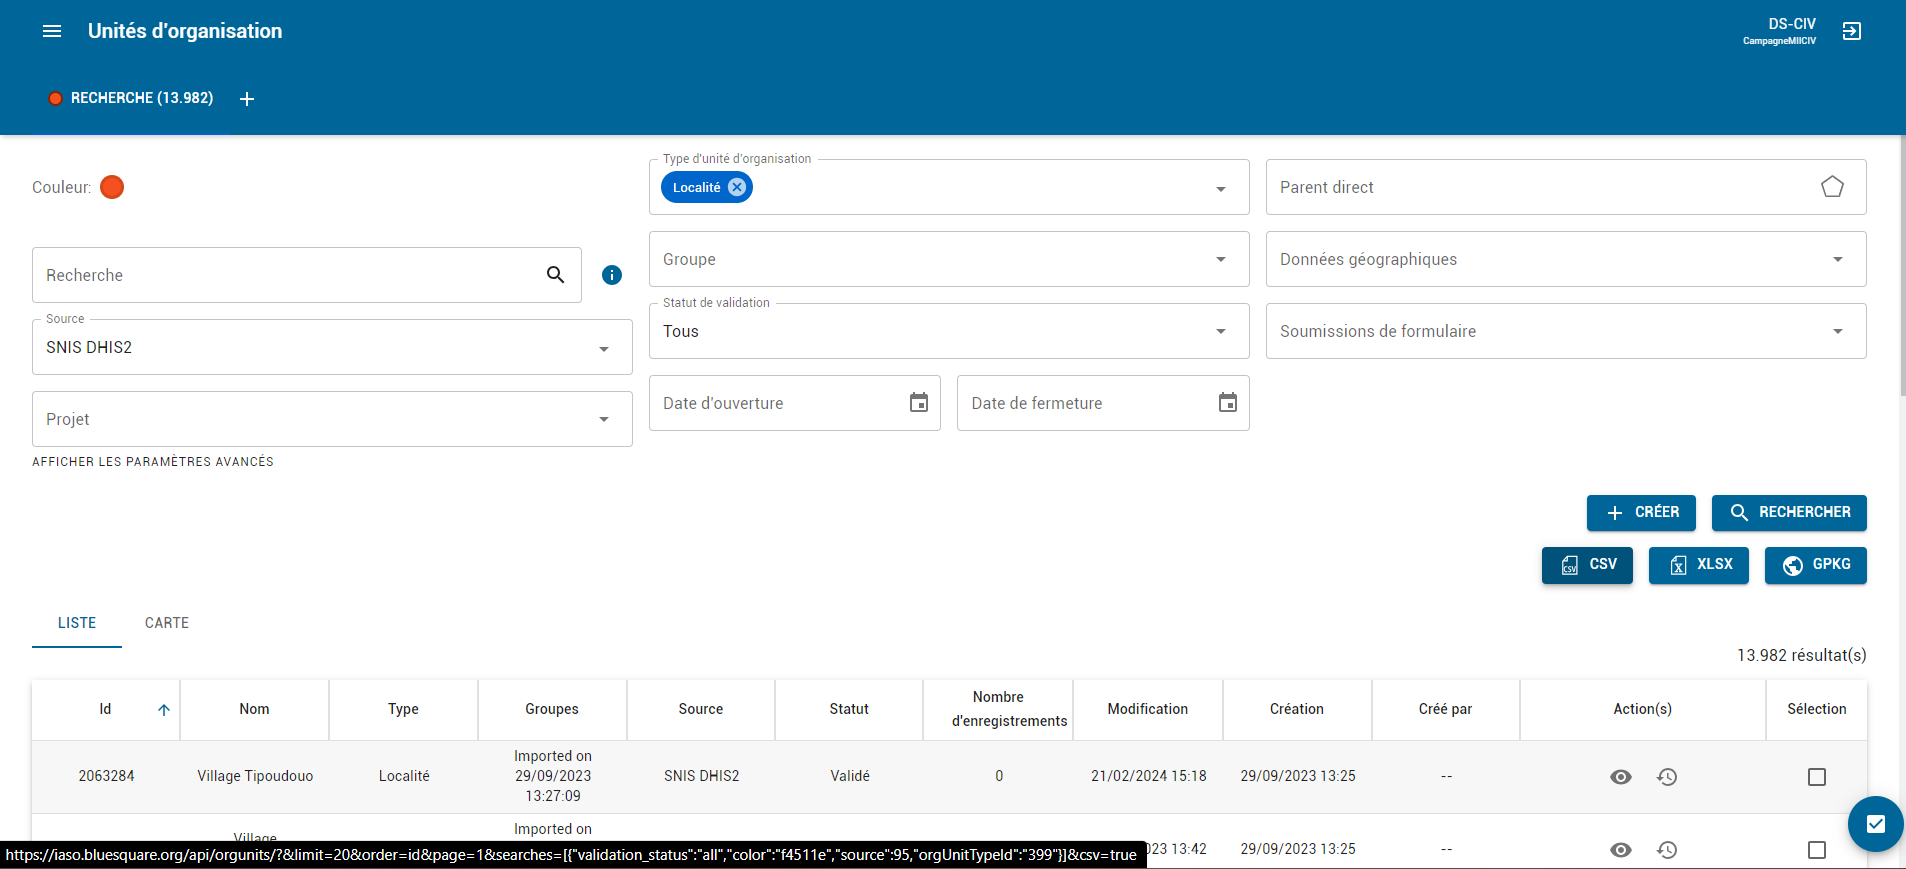 Unités d'organisation
DS-CIV
CampagneMIICIV
RECHERCHE (13.982)
Couleur:
Type d'unité d'organisation
Localité
Parent direct
Recherche
Groupe
Données géographiques
Source
SNIS DHIS2
Statut de validation
Tous
Soumissions de formulaire
Projet
Date d'ouverture
Date de fermeture
AFFICHER LES PARAMÈTRES AVANCÉS
CRÉER
RECHERCHER
CSV
XLSX
GPKG
LISTE
CARTE
13.982 résultat(s)
Id
Nom
Type
Groupes
Source
Statut
Nombre
d'enregistrements
Modification
Création
Créé par
Action(s)
Sélection
2063284
Village Tipoudouo
Localité
Imported on
29/09/2023
13:27:09
SNIS DHIS2
Validé
0
21/02/2024 15:18
29/09/2023 13:25
--
Village
Imported on
023 13:42
29/09/2023 13:25
--
https://iaso.bluesquare.org/api/orgunits/?&limit=20&order=id&page=1&searches=[{"validation_status":"all","color":"f4511e","source":95,"orgUnitTypeId":"399"}]&csv=true